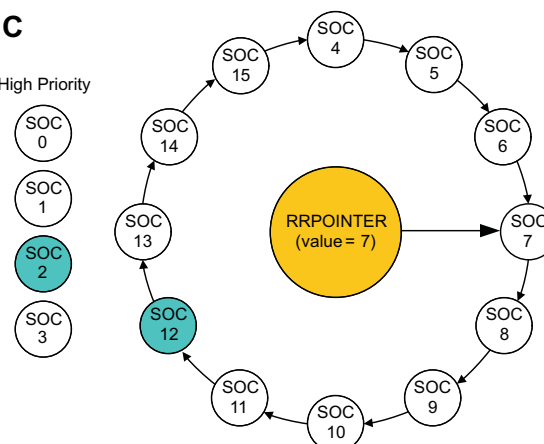 C
High Priority
SOC
0
SOC
1
SOC
2
SOC
3
SOC
4
SOC
5
SOC
6
SOC
7
SOC
8
SOC
9
SOC
10
SOC
11
SOC
12
SOC
13
SOC
14
SOC
15
RRPOINTER
(value = 7)